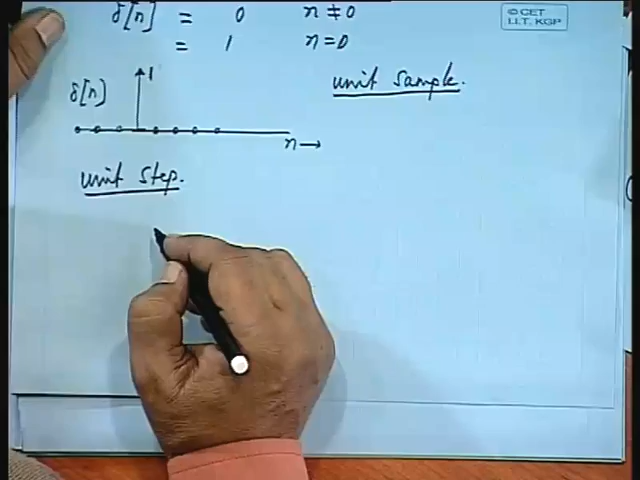 δ[n] = 0 n ≠ 0
= 1 n = 0
© CET
I.I.T. KGP
1
δ[n]
unit sample.
n →
unit step.